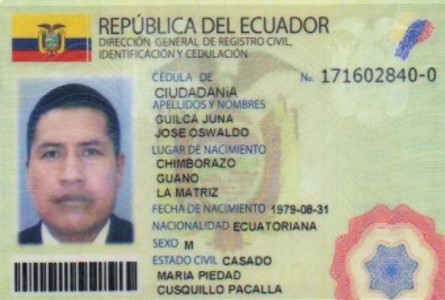 REPÚBLICA DEL ECUADOR
DIRECCIÓN GENERAL DE REGISTRO CIVIL,
IDENTIFICACIÓN Y CEDULACIÓN
CÉDULA DE No. 171602840-0
CIUDADANíA
APELLIDOS Y NOMBRES
GUILCA JUNA
JOSE OSWALDO
LUGAR DE NACIMIENTO
CHIMBORAZO
GUANO
LA MATRIZ
FECHA DE NACIMIENTO 1979-08-31
NACIONALIDAD ECUATORIANA
SEXO M
ESTADO CIVIL CASADO
MARIA PIEDAD
CUSQUILLO PACALLA